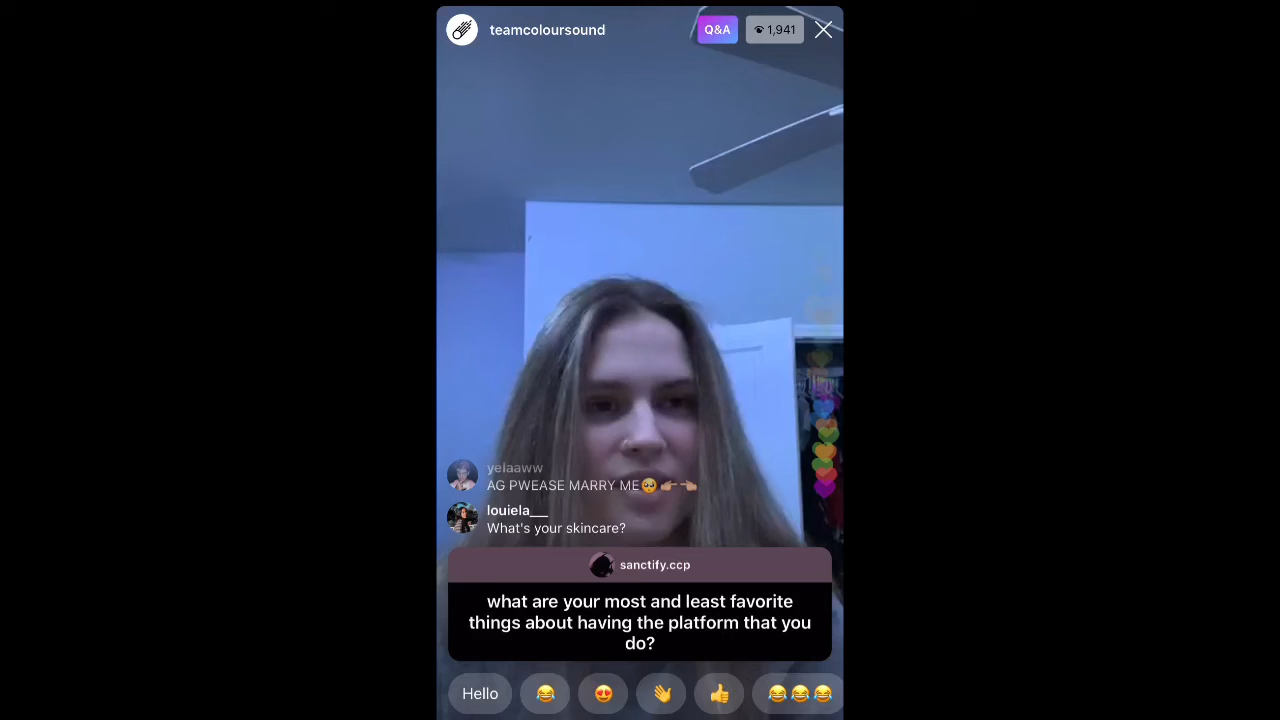 teamcoloursound
Q&A
1,941
yelaaww
AG PWEASE MARRY ME🥺👉🏼👈🏼
louiela___
What's your skincare?
sanctify.ccp
what are your most and least favorite
things about having the platform that you
do?
Hello